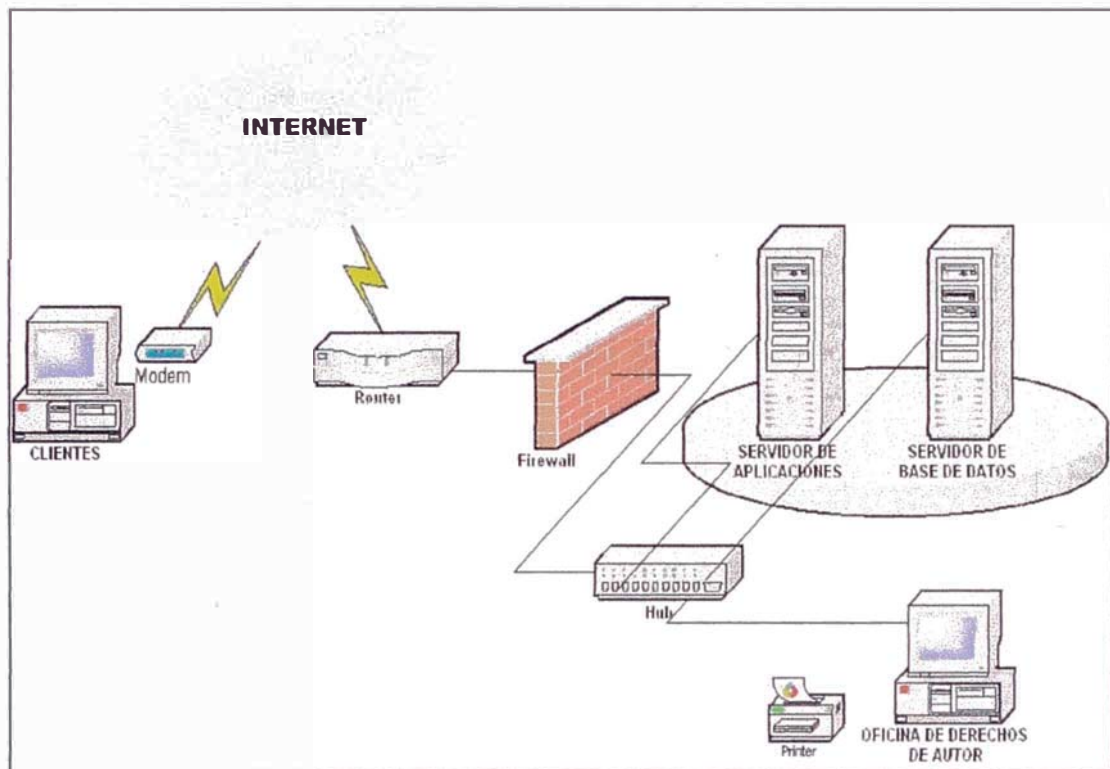 INTERNET
Modem
CLIENTES
Router
Firewall
SERVIDOR DE
APLICACIONES
SERVIDOR DE
BASE DE DATOS
Hub
Printer
OFICINA DE DERECHOS
DE AUTOR